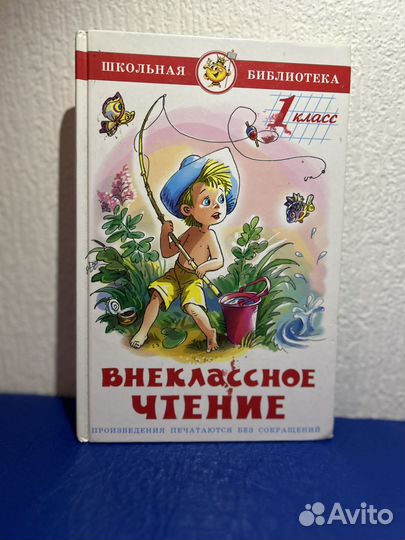 ШКОЛЬНАЯ БИБЛИОТЕКА
1 класс
ВНЕКЛАССНОЕ
ЧТЕНИЕ
ПРОИЗВЕДЕНИЯ ПЕЧАТАЮТСЯ БЕЗ СОКРАЩЕНИЙ
Avito